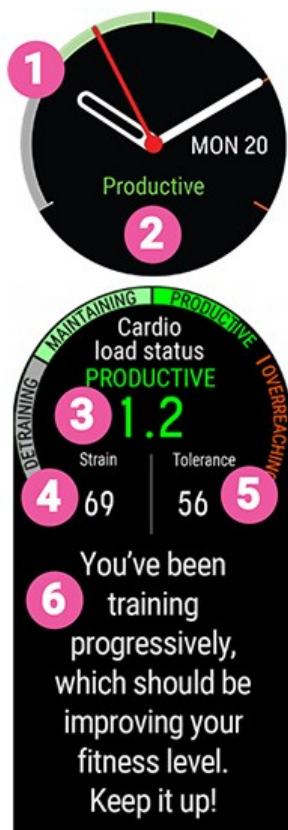 1
MON 20
Productive
2
DETRAINING
MAINTAINING
PRODUCTIVE
OVERREACHING
Cardio
load status
PRODUCTIVE
3
1.2
Strain
Tolerance
4
69
56
5
6
You've been
training
progressively,
which should be
improving your
fitness level.
Keep it up!